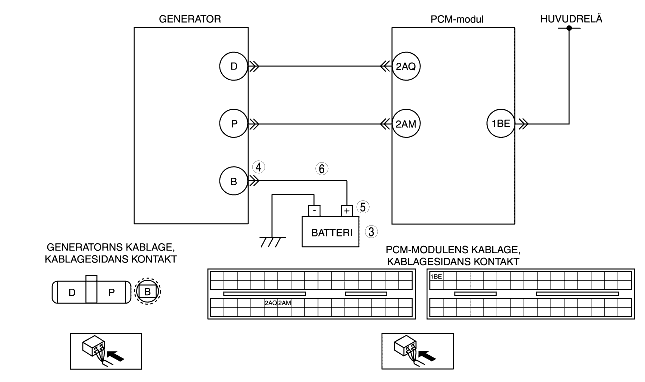 GENERATOR
PCM-modul
HUVUDRELÄ
D
2AQ
P
2AM
1BE
B
4
6
5
- +
BATTERI
3
GENERATORNS KABLAGE,
KABLAGESIDANS KONTAKT
PCM-MODULENS KABLAGE,
KABLAGESIDANS KONTAKT
D P B
1BE
2AQ 2AM